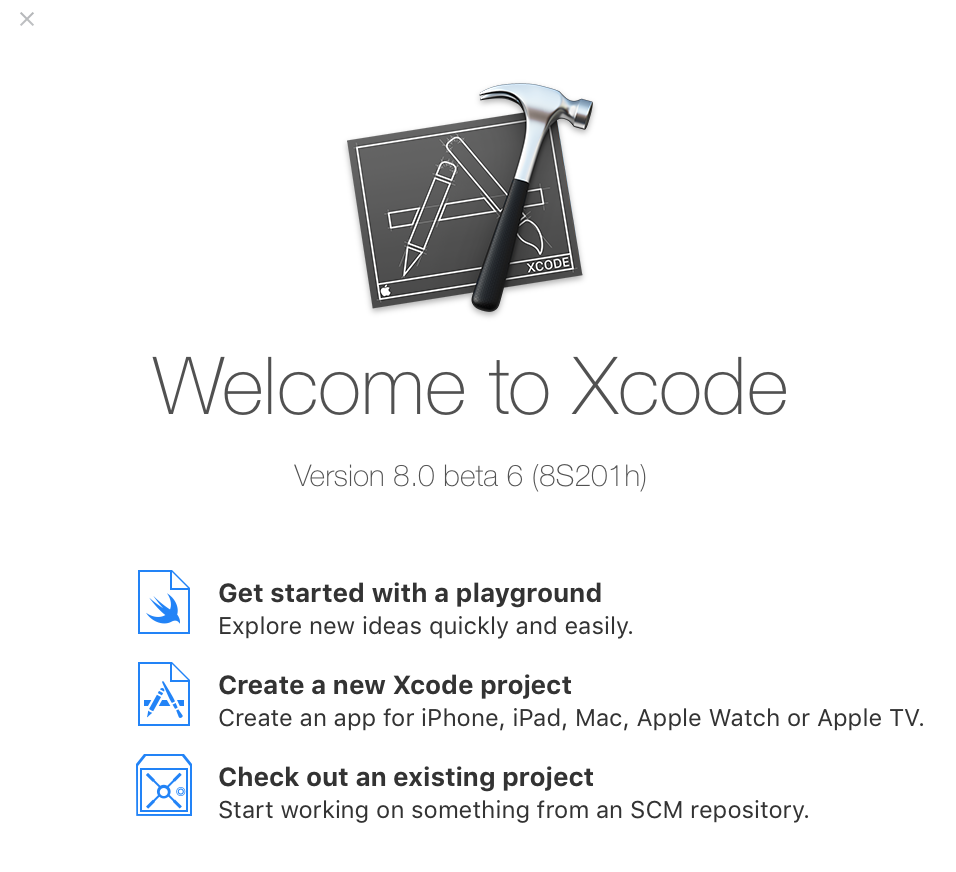 XCODE
Welcome to Xcode
Version 8.0 beta 6 (8S201h)
Get started with a playground
Explore new ideas quickly and easily.
Create a new Xcode project
Create an app for iPhone, iPad, Mac, Apple Watch or Apple TV.
Check out an existing project
Start working on something from an SCM repository.